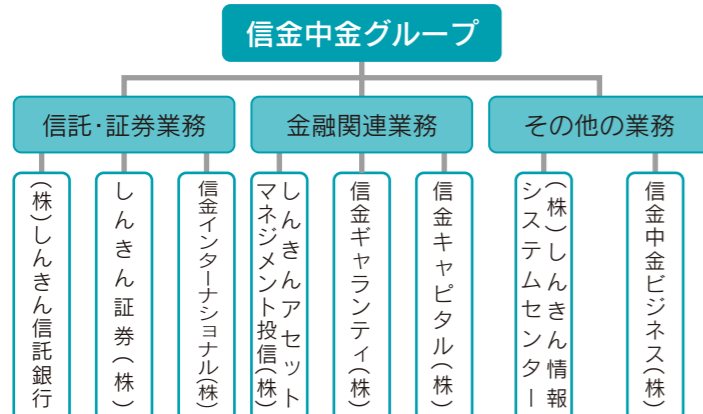 信金中金グループ
信託・証券業務
金融関連業務
その他の業務
(株)しんきん信託銀行
しんきん証券(株)
信金インターナショナル(株)
しんきんアセット
マネジメント投信(株)
信金ギャランティ(株)
信金キャピタル(株)
(株)しんきん情報
システムセンター
信金中金ビジネス(株)